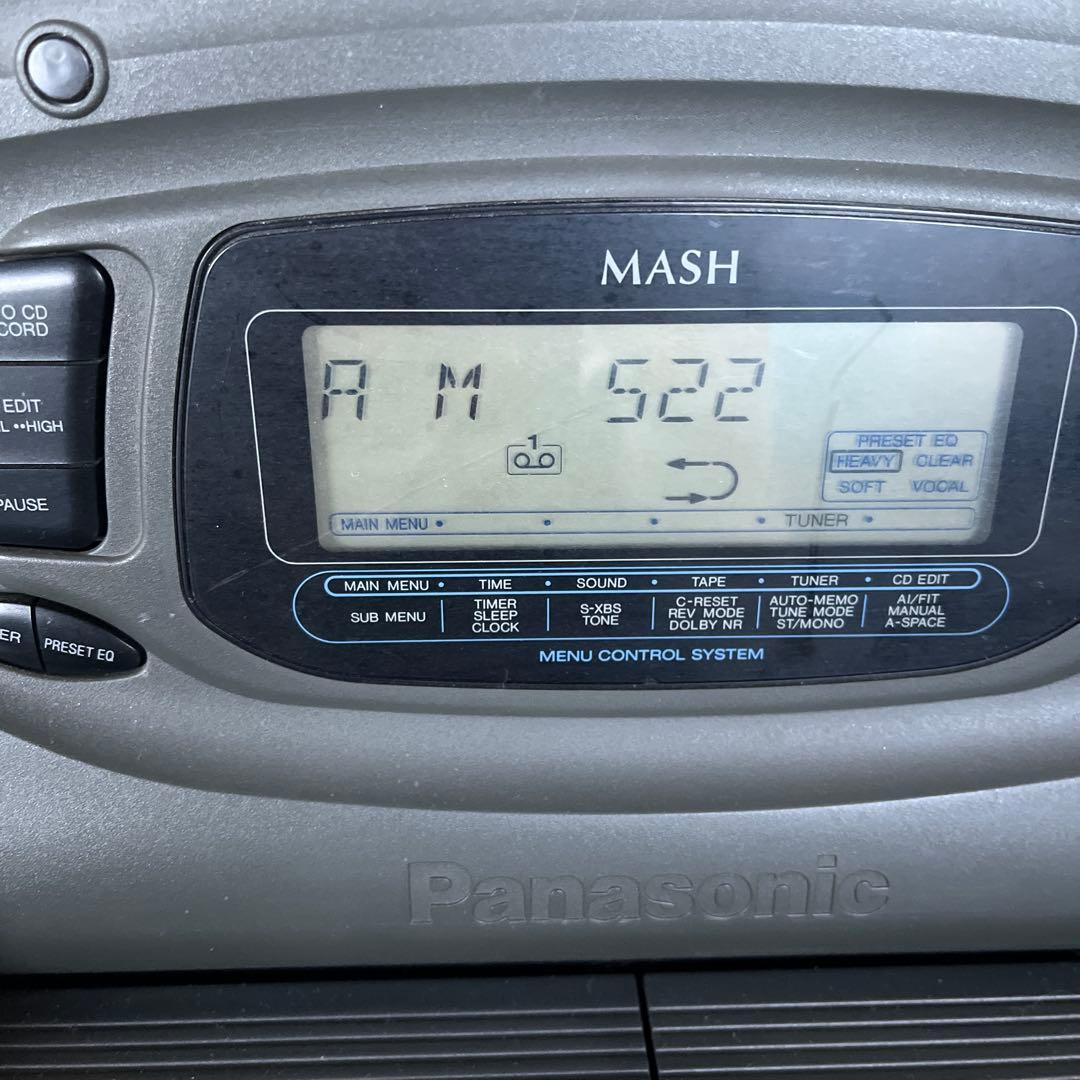 MASH
A M 522
1
PRESET EQ
HEAVY CLEAR
SOFT VOCAL
MAIN MENU • • • • TUNER •
MAIN MENU • TIME • SOUND • TAPE • TUNER • CD EDIT
SUB MENU
TIMER
SLEEP
CLOCK
S-XBS
TONE
C-RESET
REV MODE
DOLBY NR
AUTO-MEMO
TUNE MODE
ST/MONO
AI/FIT
MANUAL
A-SPACE
MENU CONTROL SYSTEM
O CD
CORD
EDIT
L ••HIGH
PAUSE
ER
PRESET EQ
Panasonic